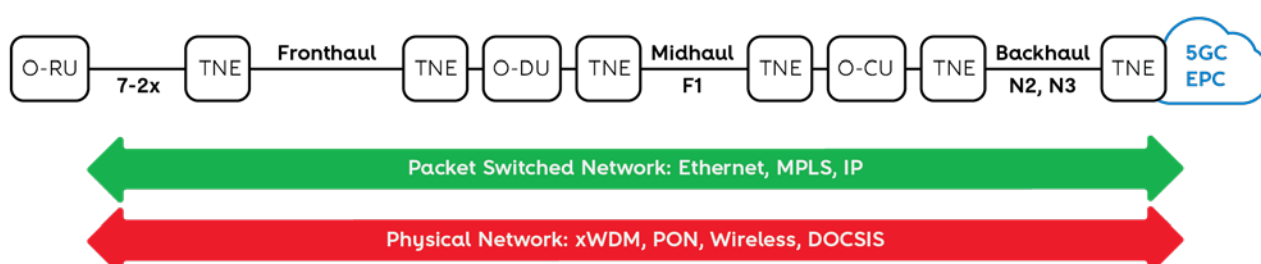 O-RU
7-2x
TNE
Fronthaul
TNE
O-DU
TNE
Midhaul
F1
TNE
O-CU
TNE
Backhaul
N2, N3
TNE
5GC
EPC
Packet Switched Network: Ethernet, MPLS, IP
Physical Network: xWDM, PON, Wireless, DOCSIS